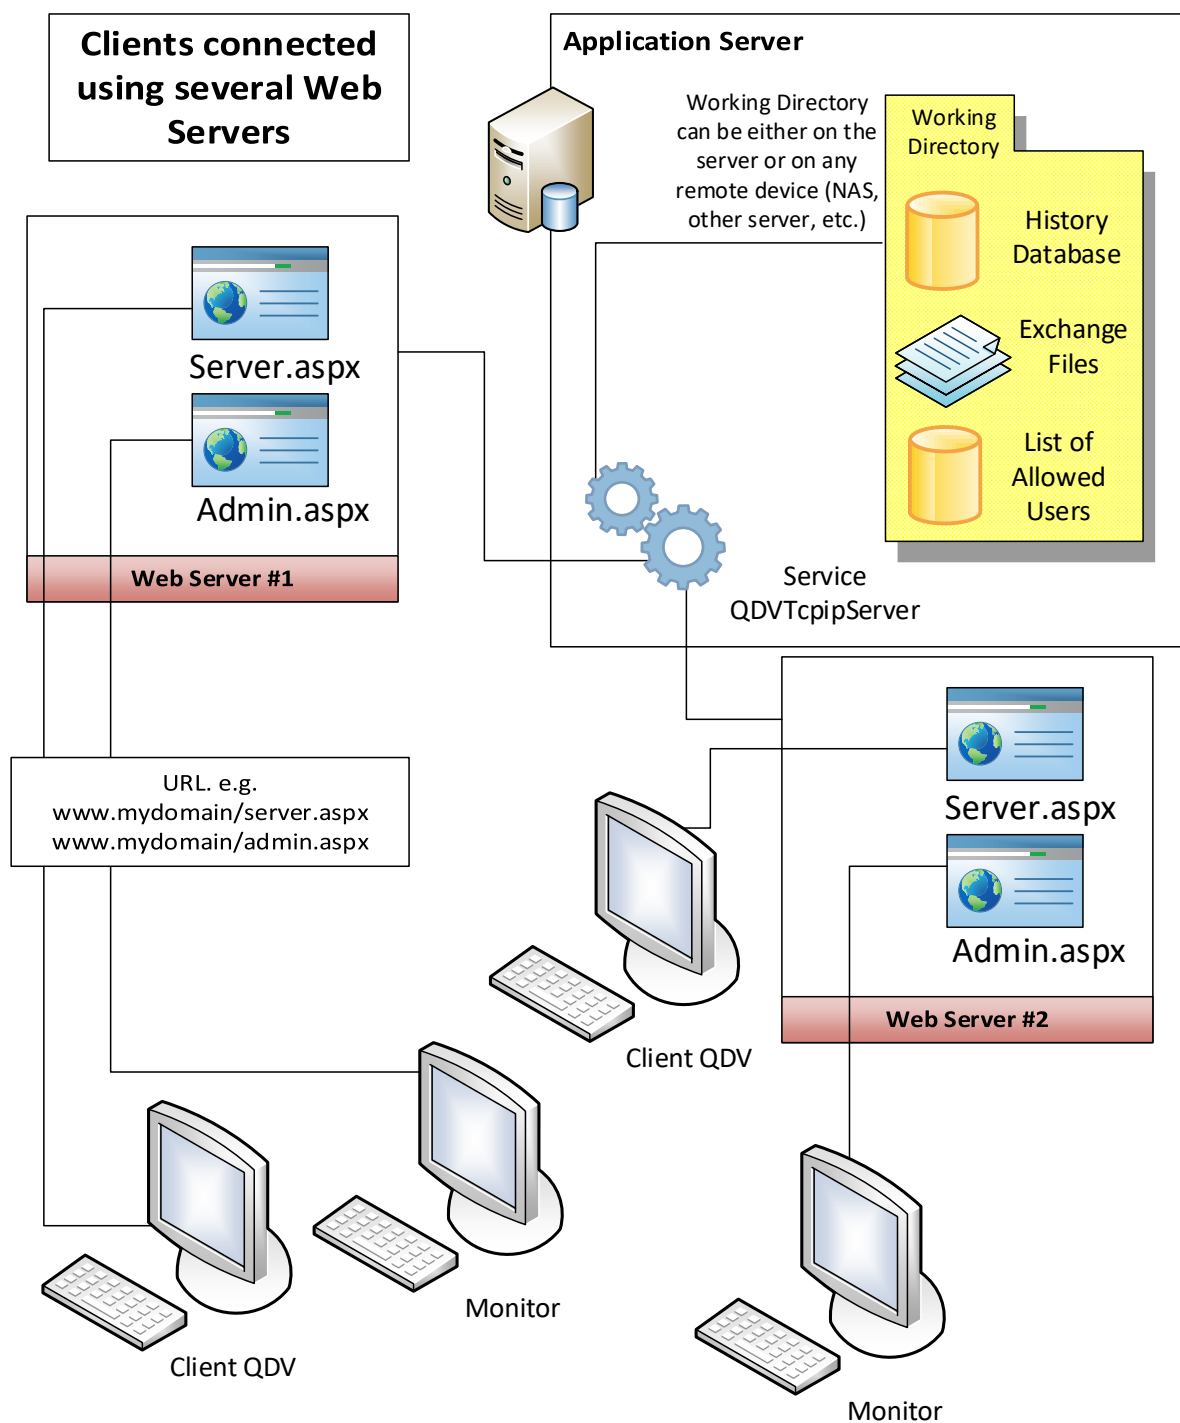 Clients connected
using several Web
Servers
Application Server
Working Directory
can be either on the
server or on any
remote device (NAS,
other server, etc.)
Working
Directory
History
Database
Exchange
Files
List of
Allowed
Users
Service
QDVTcpipServer
Server.aspx
Admin.aspx
Web Server #1
URL. e.g.
www.mydomain/server.aspx
www.mydomain/admin.aspx
Server.aspx
Admin.aspx
Web Server #2
Client QDV
Monitor
Client QDV
Monitor